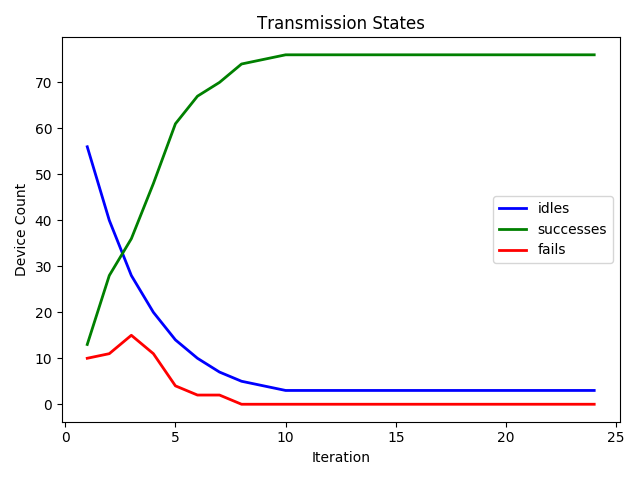 Transmission States
Device Count
70
60
50
40
30
20
10
0
idles
successes
fails
0 5 10 15 20 25
Iteration